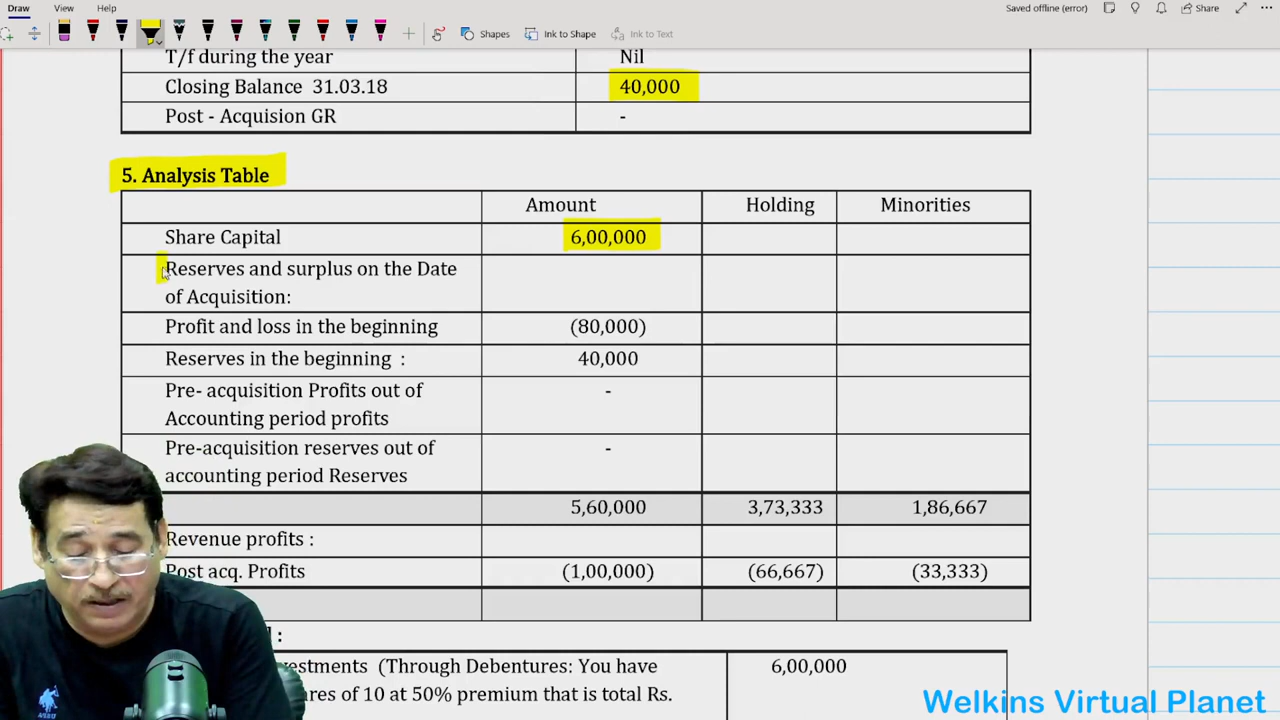 Draw View Help
Saved offline (error) Share
Shapes Ink to Shape Ink to Text
T/f during the year Nil
Closing Balance 31.03.18 40,000
Post - Acquision GR -
5. Analysis Table
Amount Holding Minorities
Share Capital 6,00,000
Reserves and surplus on the Date
of Acquisition:
Profit and loss in the beginning (80,000)
Reserves in the beginning : 40,000
Pre- acquisition Profits out of -
Accounting period profits
Pre-acquisition reserves out of -
accounting period Reserves
5,60,000 3,73,333 1,86,667
Revenue profits :
Post acq. Profits (1,00,000) (66,667) (33,333)
:
(Through Debentures: You have 6,00,000
of 10 at 50% premium that is total Rs.
Welkins Virtual Planet